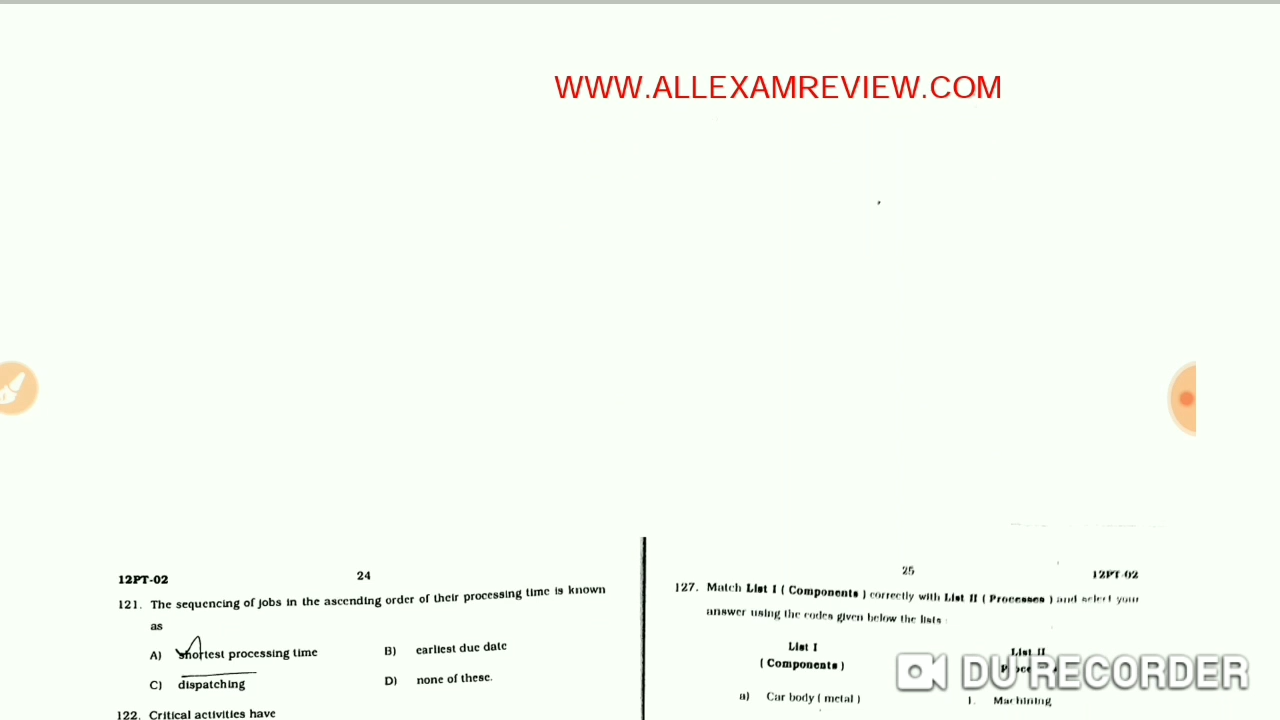 WWW.ALLEXAMREVIEW.COM
12PT-02
24
121. The sequencing of jobs in the ascending order of their processing time is known
as
A) shortest processing time
B) earliest due date
C) dispatching
D) none of these.
122. Critical activities have
25
12PT-02
127. Match List I ( Components ) correctly with List II ( Processes ) and select your
answer using the codes given below the lists :
List I
List II
( Components )
a) Car body ( metal )
1. Machining
DU RECORDER